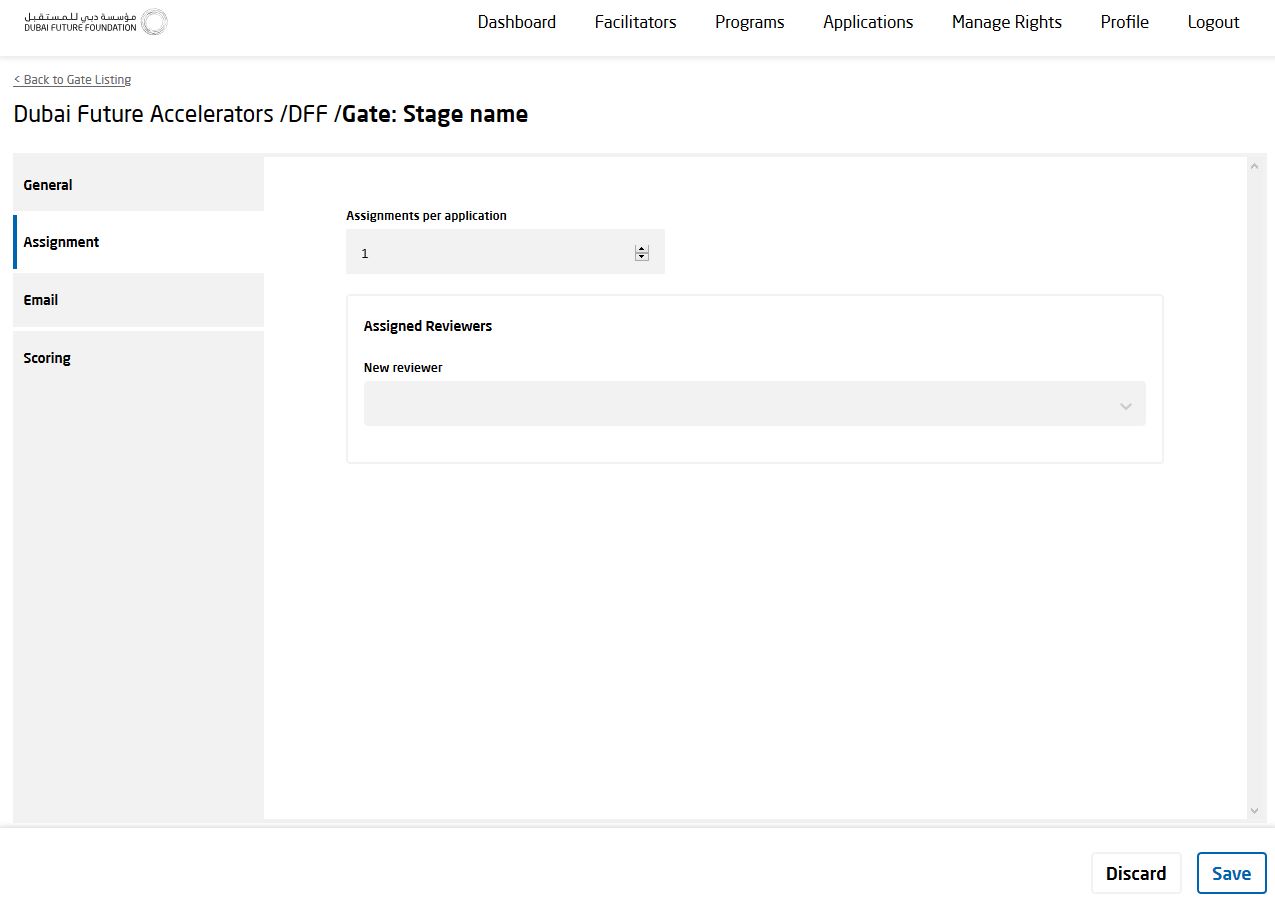 مؤسسة دبي للمستقبل
DUBAI FUTURE FOUNDATION
Dashboard Facilitators Programs Applications Manage Rights Profile Logout
< Back to Gate Listing
Dubai Future Accelerators /DFF /Gate: Stage name
General
Assignment
Email
Scoring
Assignments per application
1
Assigned Reviewers
New reviewer
Discard Save